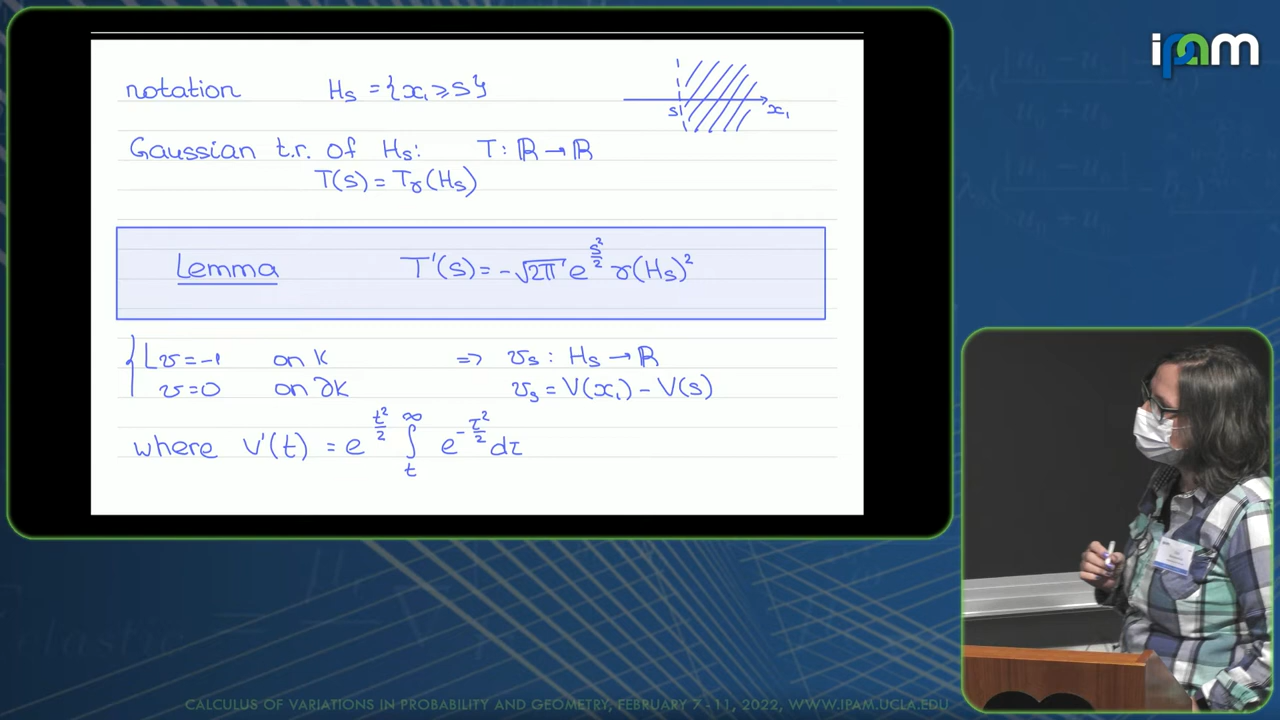 ipam
notation H_s = {x_1 ≥ s}
s x_1
Gaussian t.r. of H_s: T: ℝ → ℝ
T(s) = T_γ(H_s)
Lemma T'(s) = -√2π e^{s²/2} γ(H_s)²
{ Lv = -1 on K ⇒ v_s : H_s → ℝ
v = 0 on ∂K v_s = V(x_1) - V(s)
where V'(t) = e^{t²/2} ∫_t^∞ e^{-τ²/2} dτ
CALCULUS OF VARIATIONS IN PROBABILITY AND GEOMETRY, FEBRUARY 7 - 11, 2022, WWW.IPAM.UCLA.EDU